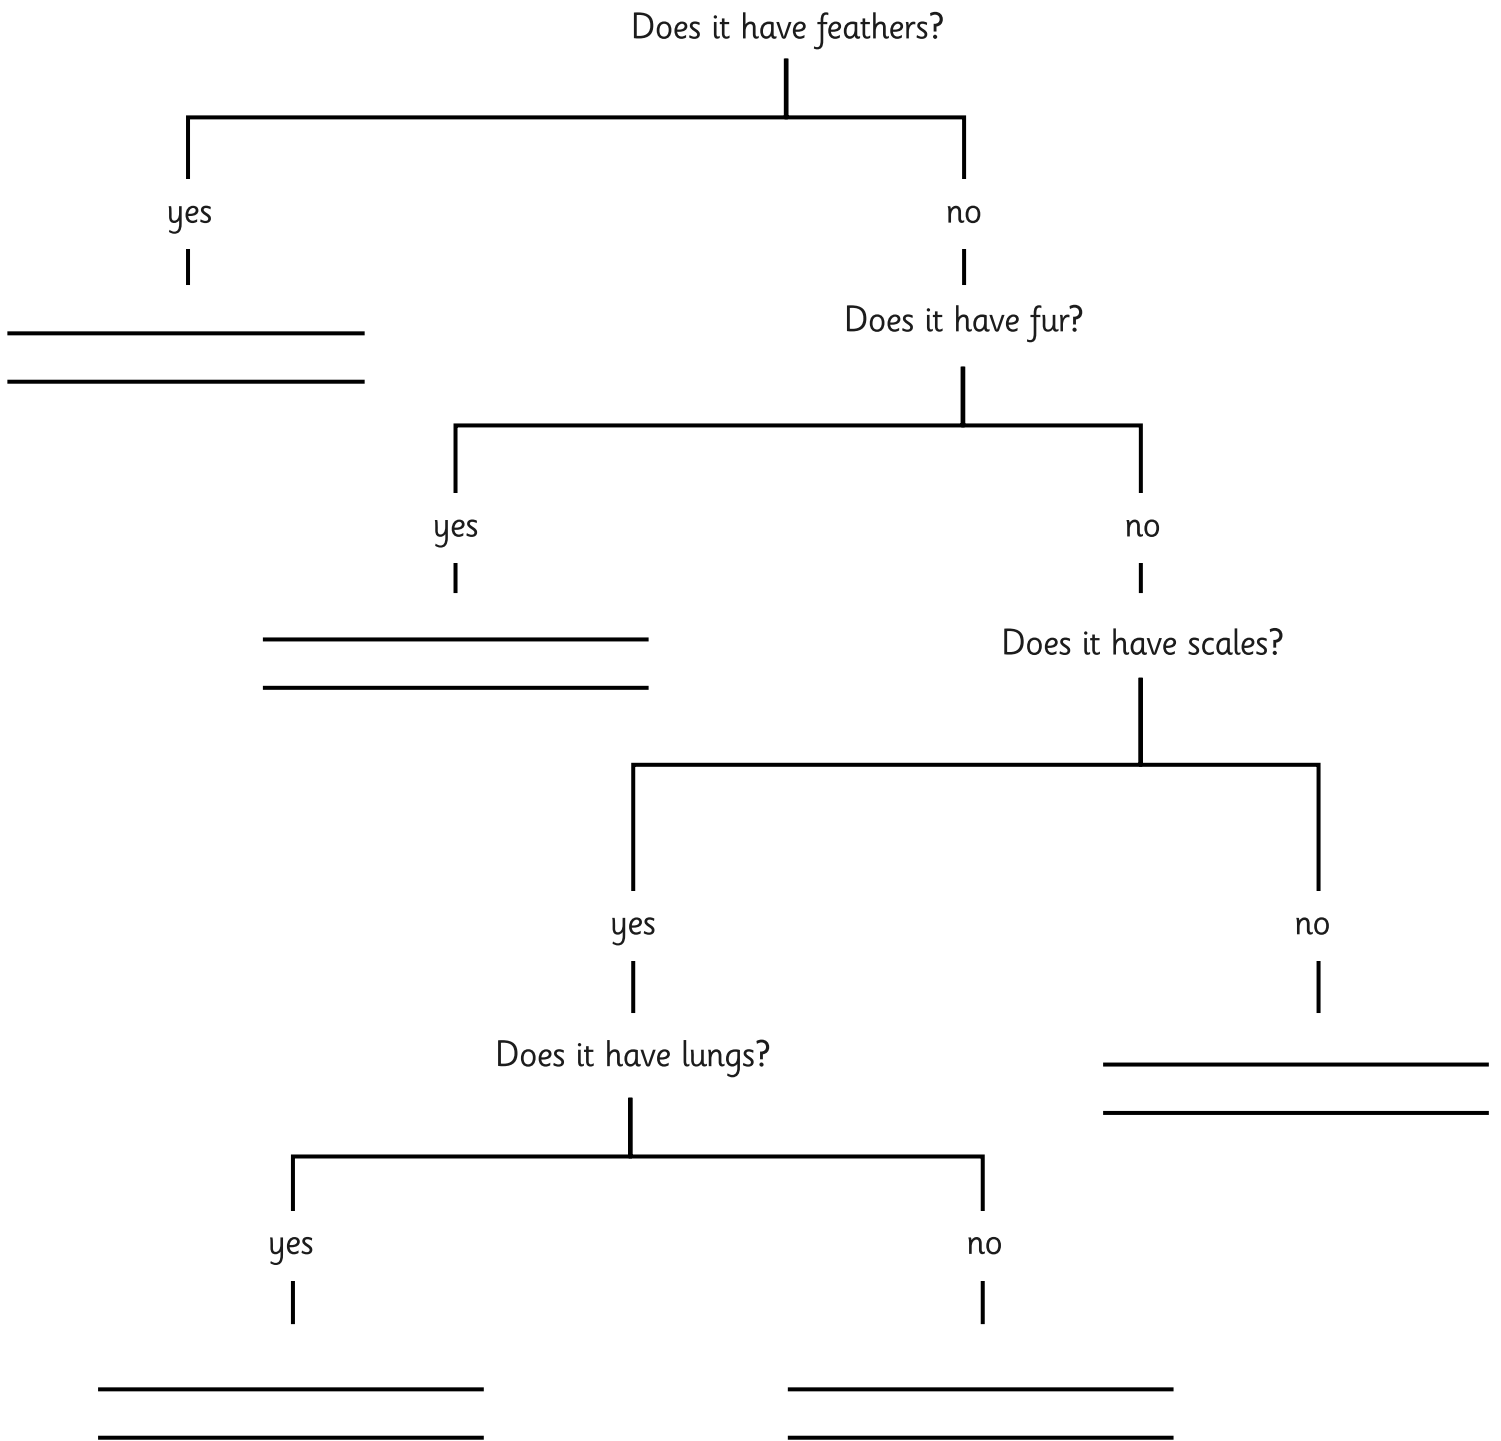 Does it have feathers?
yes
no
Does it have fur?
yes
no
Does it have scales?
yes
no
Does it have lungs?
yes
no